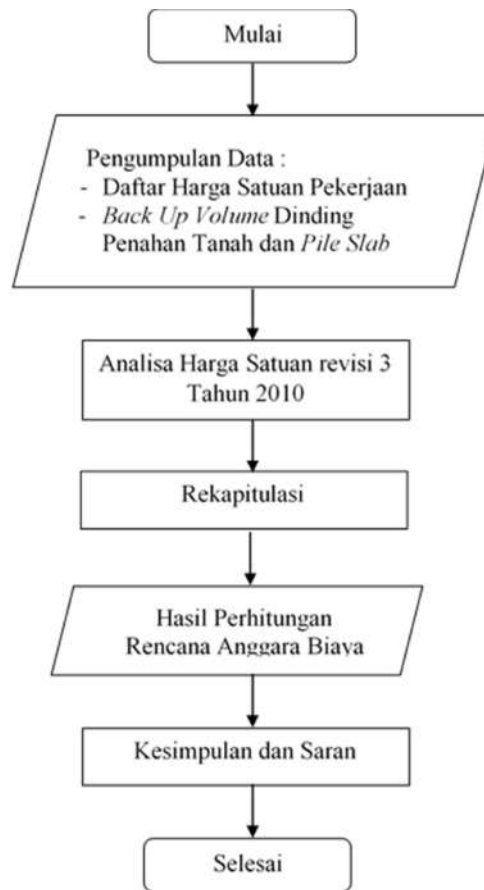 Mulai
Pengumpulan Data :
- Daftar Harga Satuan Pekerjaan
- Back Up Volume Dinding
Penahan Tanah dan Pile Slab
Analisa Harga Satuan revisi 3
Tahun 2010
Rekapitulasi
Hasil Perhitungan
Rencana Anggara Biaya
Kesimpulan dan Saran
Selesai